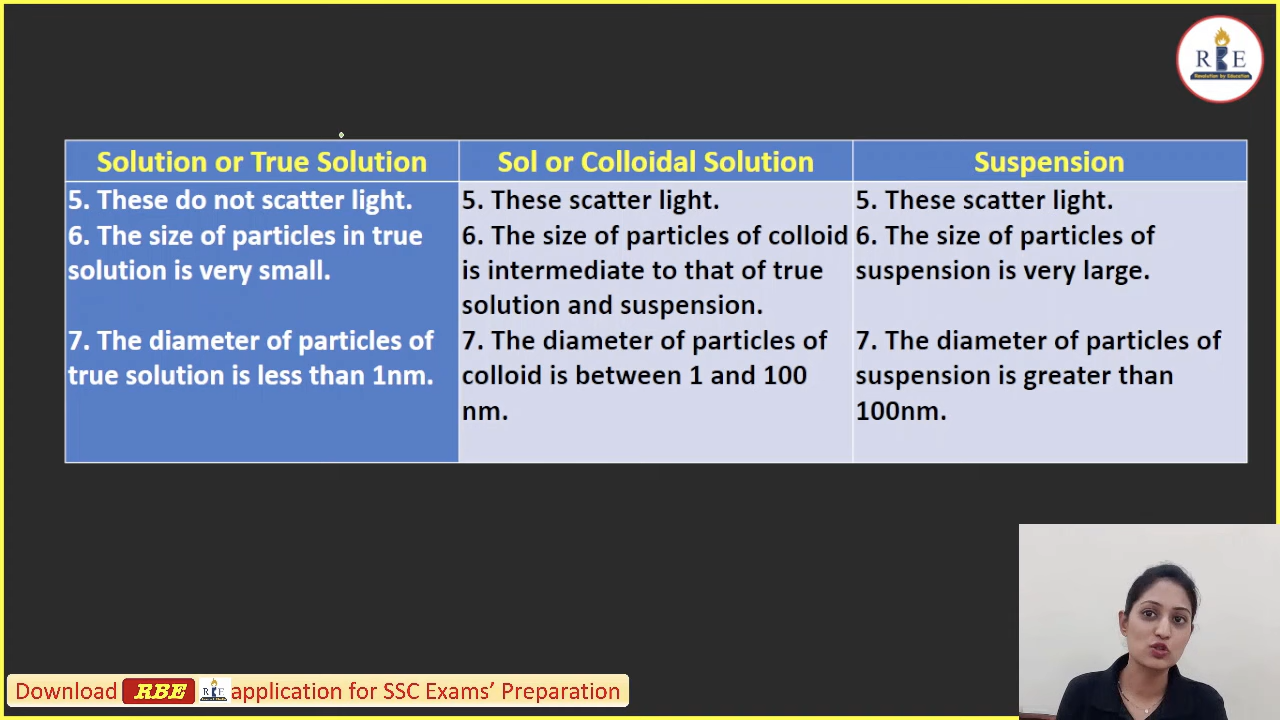 R E
Revolution by Education
Solution or True Solution
5. These do not scatter light.
6. The size of particles in true
solution is very small.
7. The diameter of particles of
true solution is less than 1nm.
Sol or Colloidal Solution
5. These scatter light.
6. The size of particles of colloid
is intermediate to that of true
solution and suspension.
7. The diameter of particles of
colloid is between 1 and 100
nm.
Suspension
5. These scatter light.
6. The size of particles of
suspension is very large.
7. The diameter of particles of
suspension is greater than
100nm.
Download RBE application for SSC Exams’ Preparation